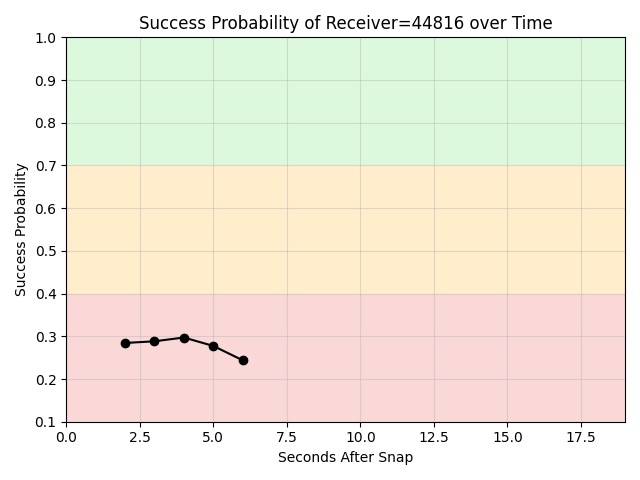 Success Probability of Receiver=44816 over Time
1.0
0.9
0.8
0.7
0.6
0.5
0.4
0.3
0.2
0.1
Success Probability
0.0 2.5 5.0 7.5 10.0 12.5 15.0 17.5
Seconds After Snap